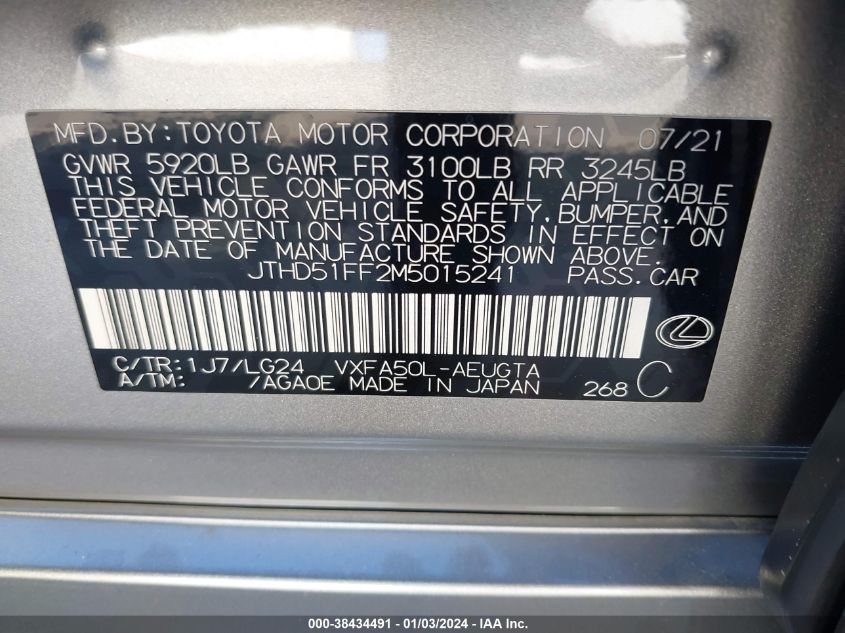 MFD.BY:TOYOTA MOTOR CORPORATION 07/21
GVWR 5920LB GAWR FR 3100LB RR 3245LB
THIS VEHICLE CONFORMS TO ALL APPLICABLE
FEDERAL MOTOR VEHICLE SAFETY,BUMPER,AND
THEFT PREVENTION STANDARDS IN EFFECT ON
THE DATE OF MANUFACTURE SHOWN ABOVE.
JTHD51FF2M5015241 PASS.CAR
C/TR:1J7/LG24 VXFA50L-AEUGTA
A/TM: /AGA0E MADE IN JAPAN 268 C
000-38434491 - 01/03/2024 - IAA Inc.